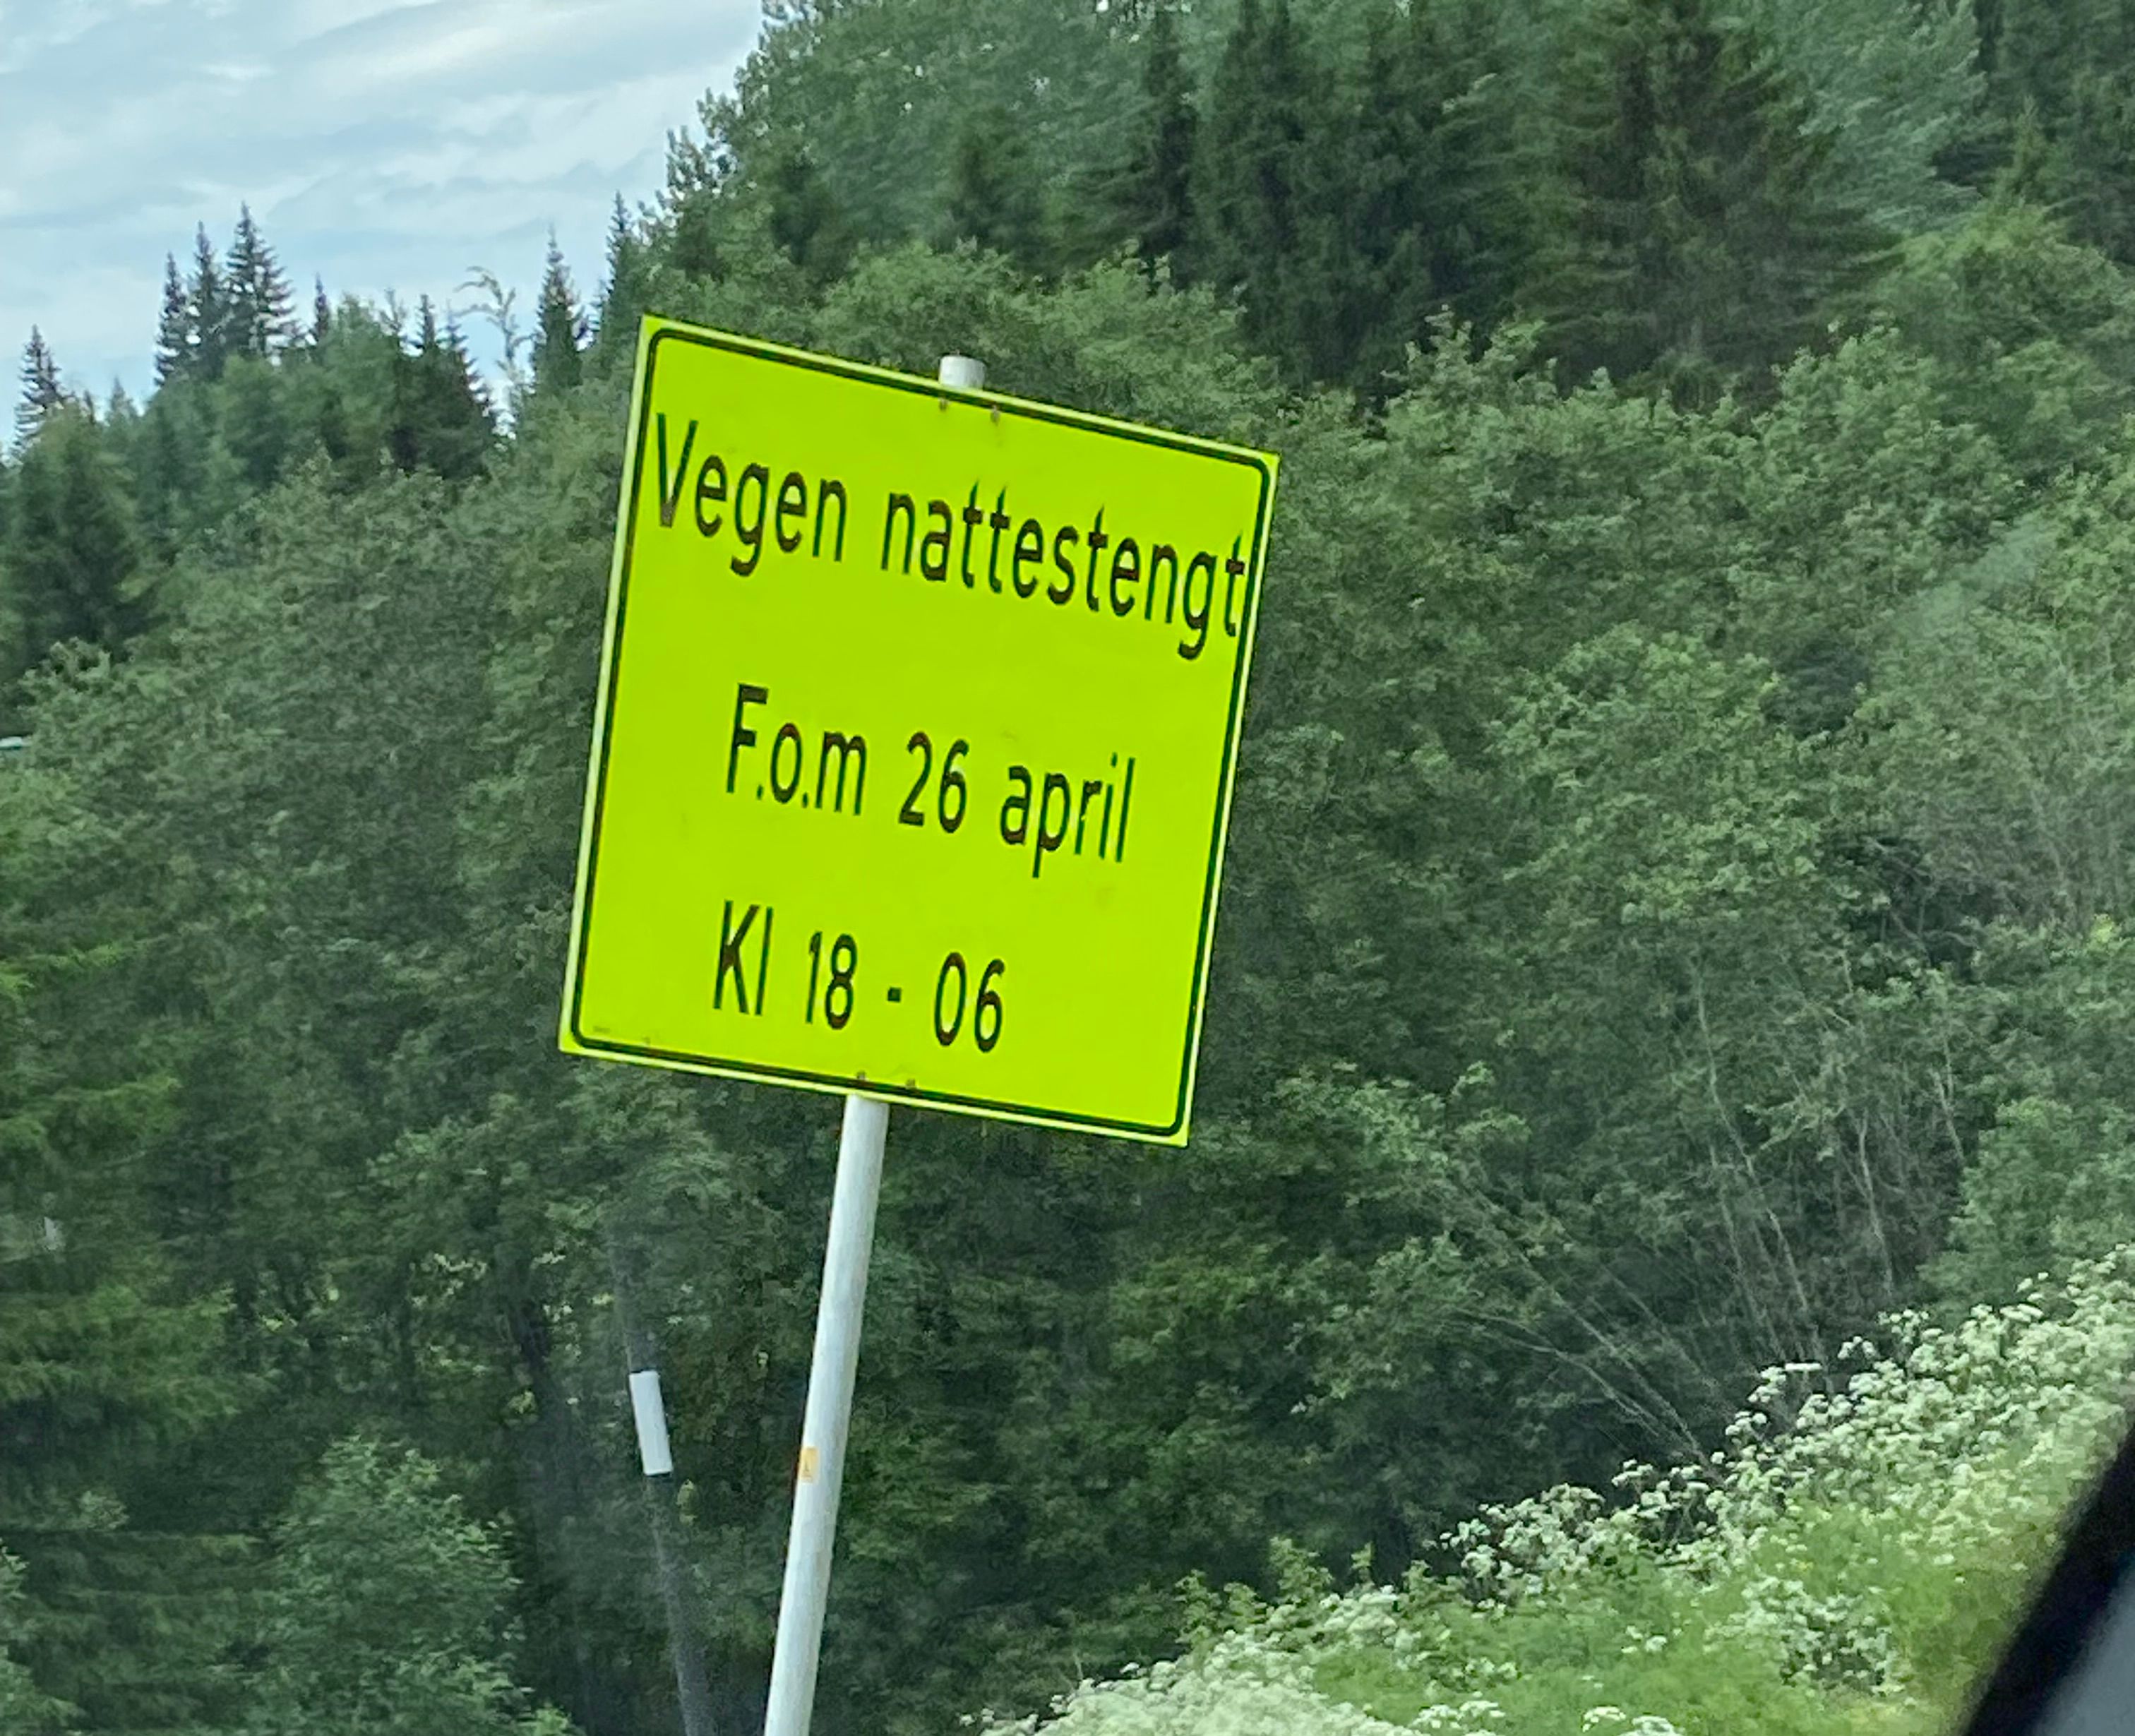 Vegen nattestengt
F.o.m 26 april
Kl 18 - 06